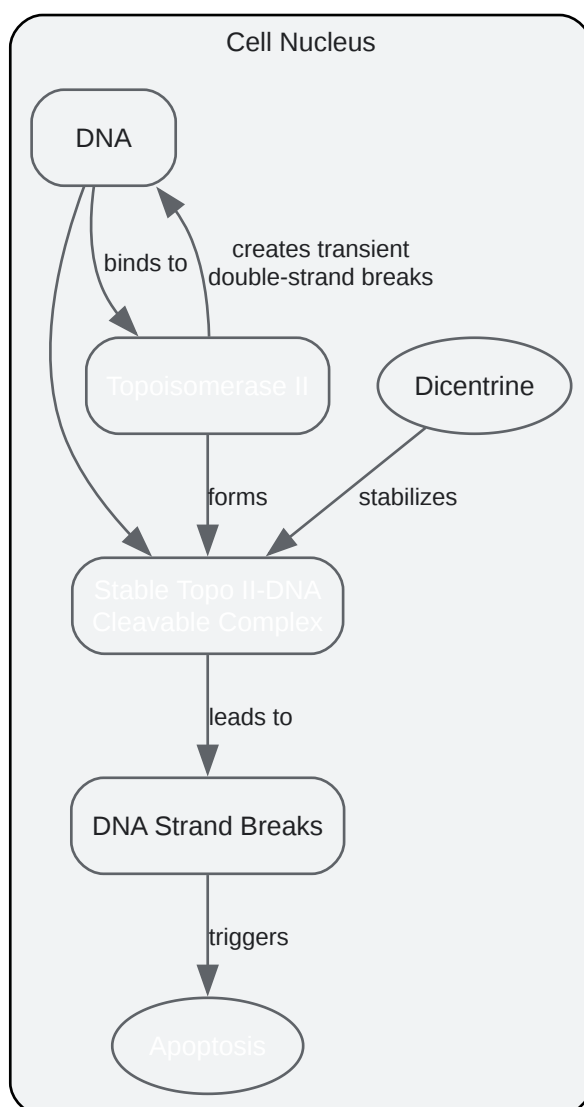 Cell Nucleus
DNA
binds to
creates transient
double-strand breaks
Topoisomerase II
Dicentrine
forms
stabilizes
Stable Topo II-DNA
Cleavable Complex
leads to
DNA Strand Breaks
triggers
Apoptosis